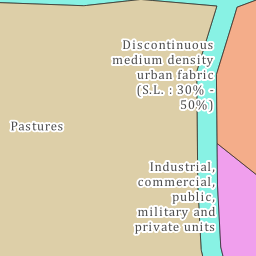 Discontinuous
medium density
urban fabric
(S.L. : 30% -
50%)
Pastures
Industrial,
commercial,
public,
military and
private units